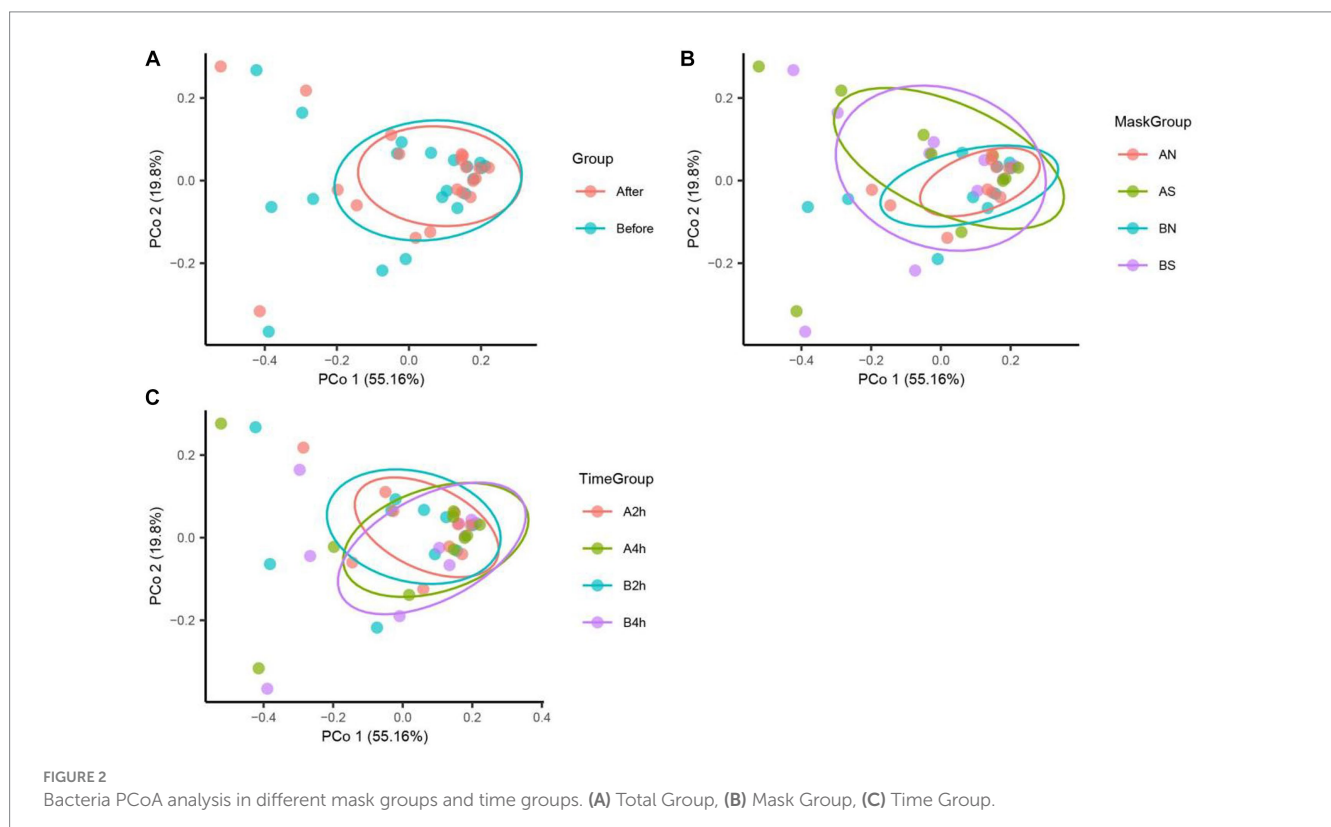 A
0.2
0.0
−0.2
PCo 2 (19.8%)
−0.4
−0.2
0.0
0.2
PCo 1 (55.16%)
Group
After
Before
B
0.2
0.0
−0.2
PCo 2 (19.8%)
−0.4
−0.2
0.0
0.2
PCo 1 (55.16%)
MaskGroup
AN
AS
BN
BS
C
0.2
0.0
−0.2
PCo 2 (19.8%)
−0.4
−0.2
0.0
0.2
0.4
PCo 1 (55.16%)
TimeGroup
A2h
A4h
B2h
B4h
FIGURE 2
Bacteria PCoA analysis in different mask groups and time groups. (A) Total Group, (B) Mask Group, (C) Time Group.